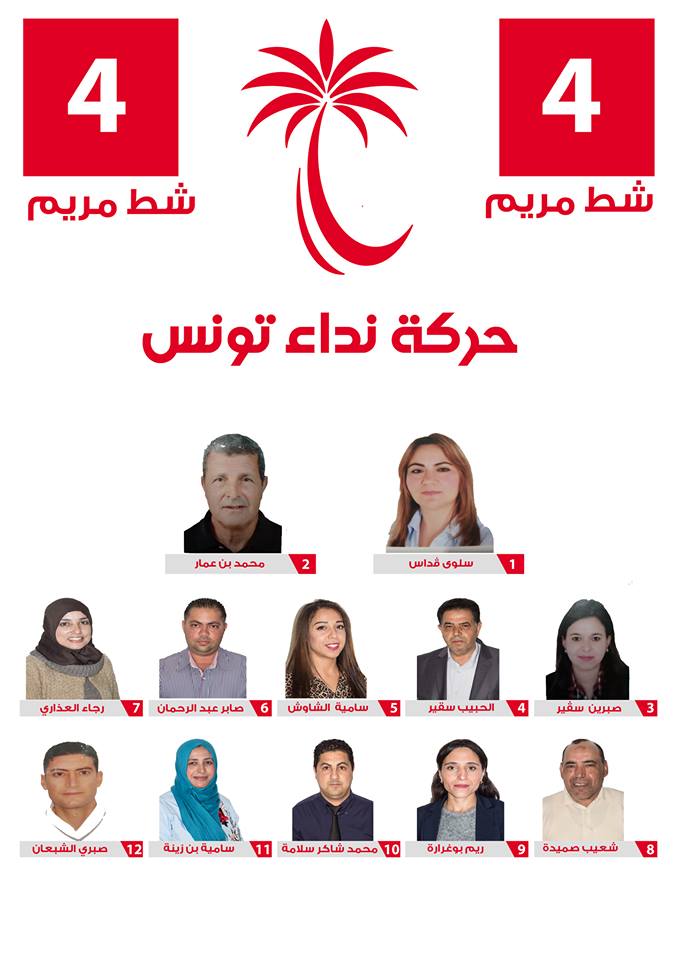 4
4
شط مريم
شط مريم
حركة نداء تونس
1 سلوى ڤداس
2 محمد بن عمار
3 صبرين سڤير
4 الحبيب سقير
5 سامية الشاوش
6 صابر عبد الرحمان
7 رجاء العذاري
8 شعيب صميدة
9 ريم بوغرارة
10 محمد شاكر سلامة
11 سامية بن زينة
12 صبري الشبعان